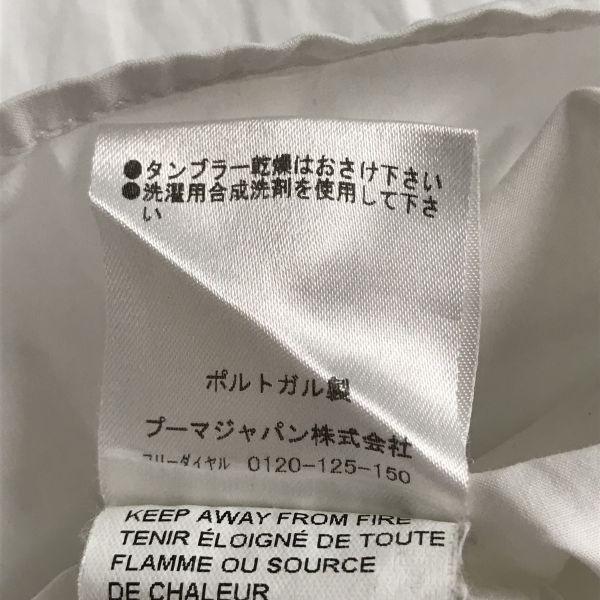 ●タンブラー乾燥はおさけ下さい
●洗濯用合成洗剤を使用して下さ
い
ポルトガル製
プーマジャパン株式会社
フリーダイヤル 0120-125-150
KEEP AWAY FROM FIRE
TENIR ÉLOIGNÉ DE TOUTE
FLAMME OU SOURCE
DE CHALEUR